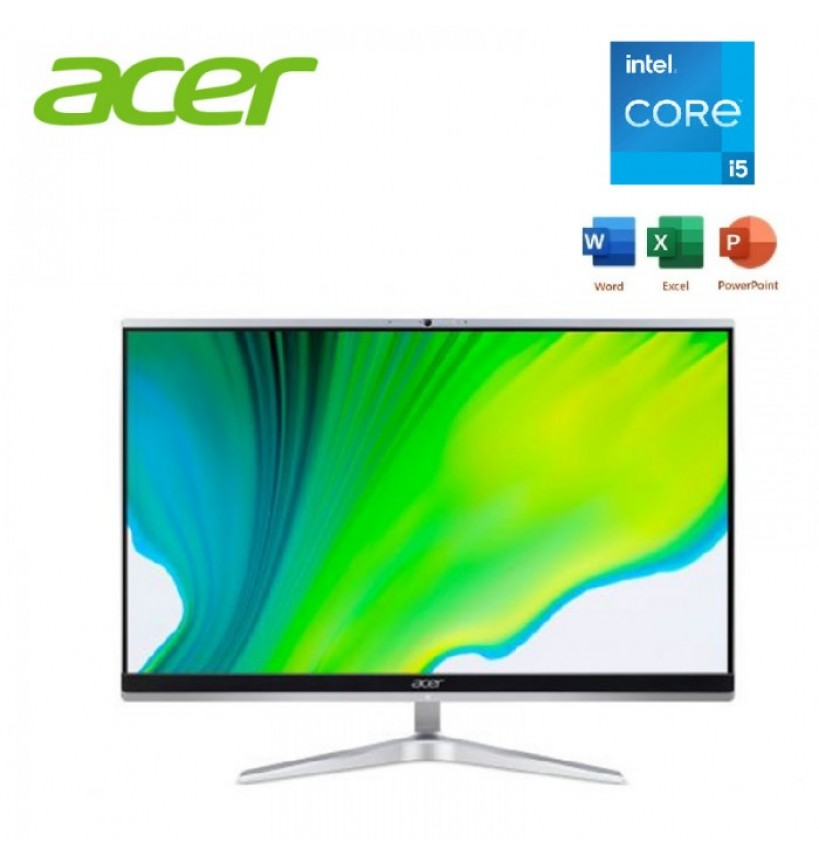 acer
intel.
CORE
i5
W
X
P
Word
Excel
PowerPoint
acer